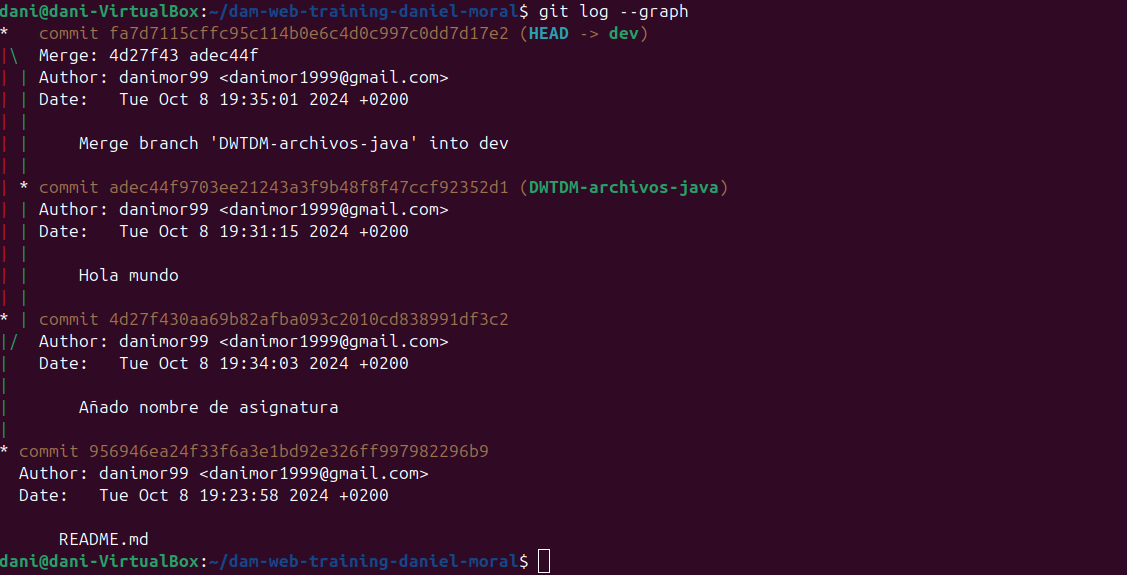 dani@dani-VirtualBox:~/dam-web-training-daniel-moral$ git log --graph
*   commit fa7d7115cffc95c114b0e6c4d0c997c0dd7d17e2 (HEAD -> dev)
|\  Merge: 4d27f43 adec44f
| | Author: danimor99 <danimor1999@gmail.com>
| | Date:   Tue Oct 8 19:35:01 2024 +0200
| |
| |     Merge branch 'DWTDM-archivos-java' into dev
| |
| * commit adec44f9703ee21243a3f9b48f8f47ccf92352d1 (DWTDM-archivos-java)
| | Author: danimor99 <danimor1999@gmail.com>
| | Date:   Tue Oct 8 19:31:15 2024 +0200
| |
| |     Hola mundo
| |
* | commit 4d27f430aa69b82afba093c2010cd838991df3c2
|/  Author: danimor99 <danimor1999@gmail.com>
|   Date:   Tue Oct 8 19:34:03 2024 +0200
|
|       Añado nombre de asignatura
|
* commit 956946ea24f33f6a3e1bd92e326ff997982296b9
  Author: danimor99 <danimor1999@gmail.com>
  Date:   Tue Oct 8 19:23:58 2024 +0200

      README.md
dani@dani-VirtualBox:~/dam-web-training-daniel-moral$